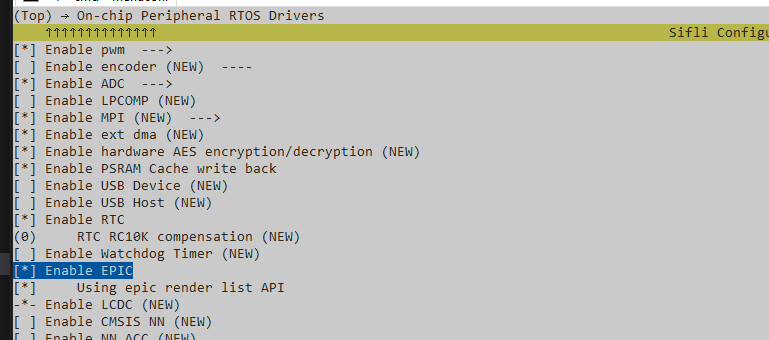 (Top) → On-chip Peripheral RTOS Drivers
↑↑↑↑↑↑↑↑↑↑↑↑↑↑ Sifli Configu
[*] Enable pwm --->
[ ] Enable encoder (NEW) ----
[*] Enable ADC --->
[ ] Enable LPCOMP (NEW)
[*] Enable MPI (NEW) --->
[*] Enable ext dma (NEW)
[*] Enable hardware AES encryption/decryption (NEW)
[*] Enable PSRAM Cache write back
[ ] Enable USB Device (NEW)
[ ] Enable USB Host (NEW)
[*] Enable RTC
(0) RTC RC10K compensation (NEW)
[ ] Enable Watchdog Timer (NEW)
[*] Enable EPIC
[*] Using epic render list API
-*- Enable LCDC (NEW)
[ ] Enable CMSIS NN (NEW)
[ ] Enable NN ACC (NEW)